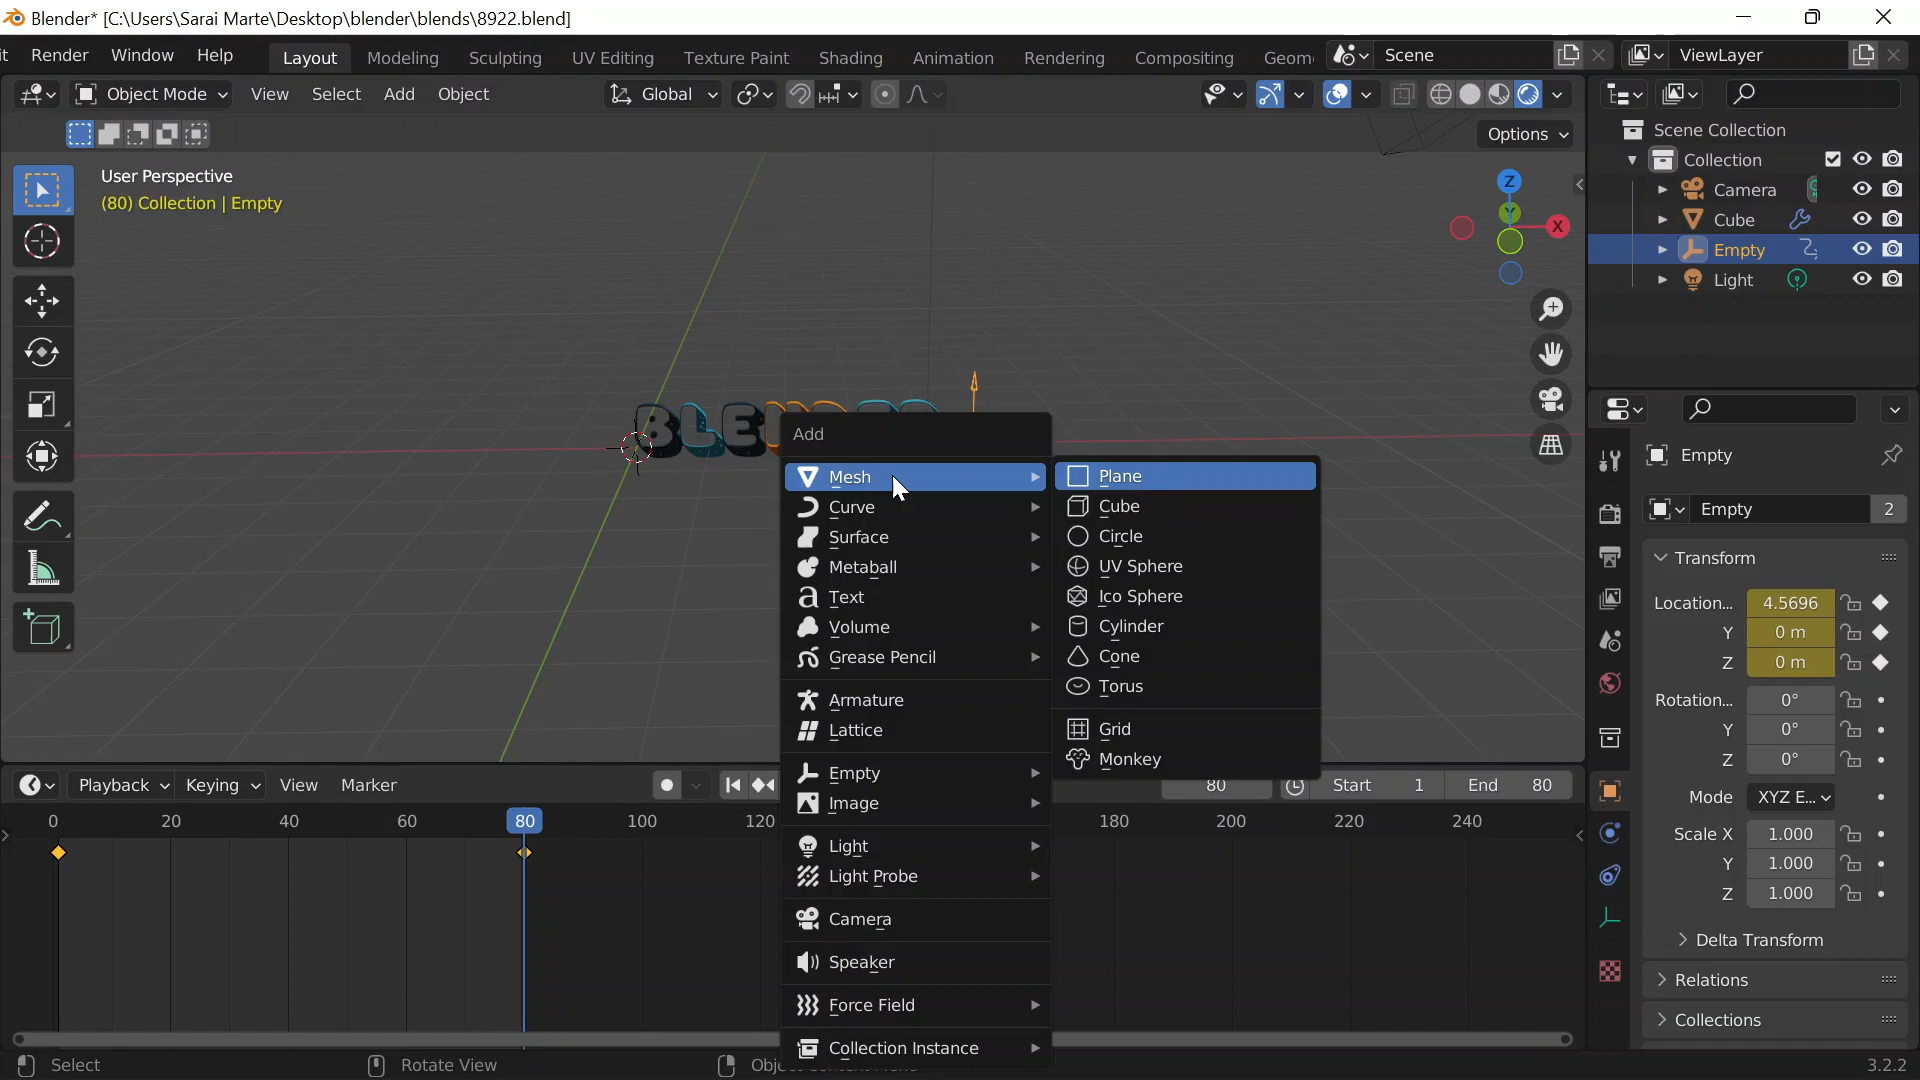 Blender* [C:\Users\Sarai Marte\Desktop\blender\blends\8922.blend]
it Render Window Help Layout Modeling Sculpting UV Editing Texture Paint Shading Animation Rendering Compositing Geom Scene ViewLayer
Object Mode View Select Add Object Global
Options
User Perspective
(80) Collection | Empty
Z
Y
X
BLENDER
Scene Collection
Collection
Camera
Cube
Empty
Light
Add
Mesh
Curve
Surface
Metaball
Text
Volume
Grease Pencil
Armature
Lattice
Empty
Image
Light
Light Probe
Camera
Speaker
Force Field
Collection Instance
Plane
Cube
Circle
UV Sphere
Ico Sphere
Cylinder
Cone
Torus
Grid
Monkey
Empty
Empty 2
Transform
Location... 4.5696
Y 0 m
Z 0 m
Rotation... 0°
Y 0°
Z 0°
Mode XYZ E...
Scale X 1.000
Y 1.000
Z 1.000
Delta Transform
Relations
Collections
Playback Keying View Marker 80 Start 1 End 80
0 20 40 60 80 100 120 180 200 220 240
Select Rotate View 3.2.2